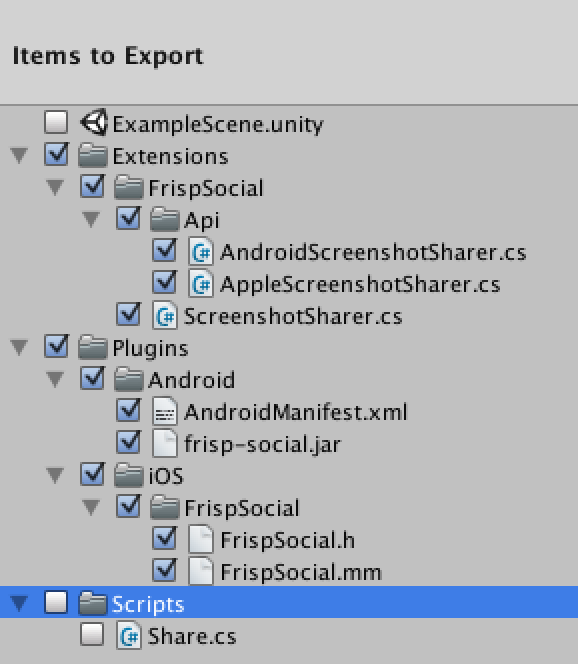 Items to Export
ExampleScene.unity
Extensions
FrispSocial
Api
AndroidScreenshotSharer.cs
AppleScreenshotSharer.cs
ScreenshotSharer.cs
Plugins
Android
AndroidManifest.xml
frisp-social.jar
iOS
FrispSocial
FrispSocial.h
FrispSocial.mm
Scripts
Share.cs